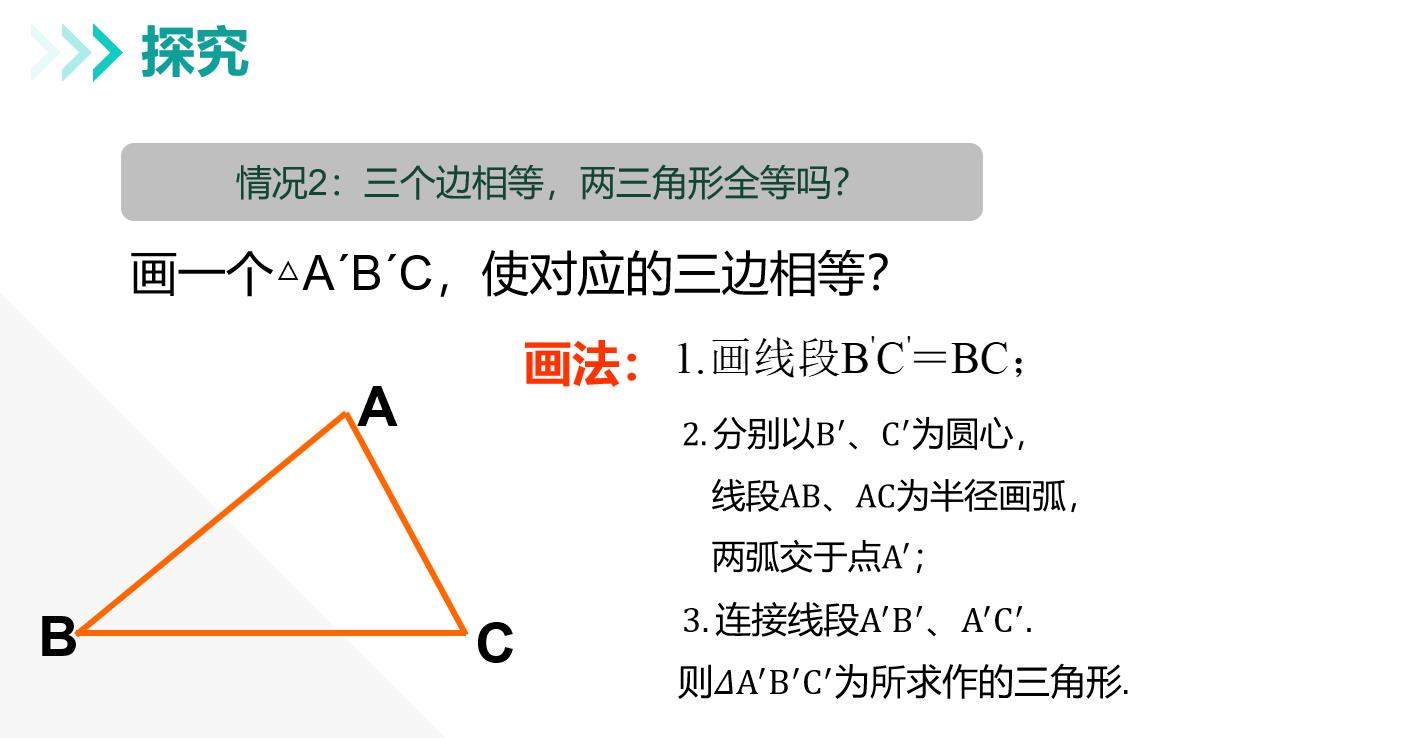 探究
情况2：三个边相等，两三角形全等吗？
画一个△A´B´C，使对应的三边相等？
画法： 1.画线段B'C'＝BC；
2.分别以B′、C′为圆心，
线段AB、AC为半径画弧，
两弧交于点A′；
3.连接线段A′B′、A′C′.
则ΔA′B′C′为所求作的三角形.
A
B
C